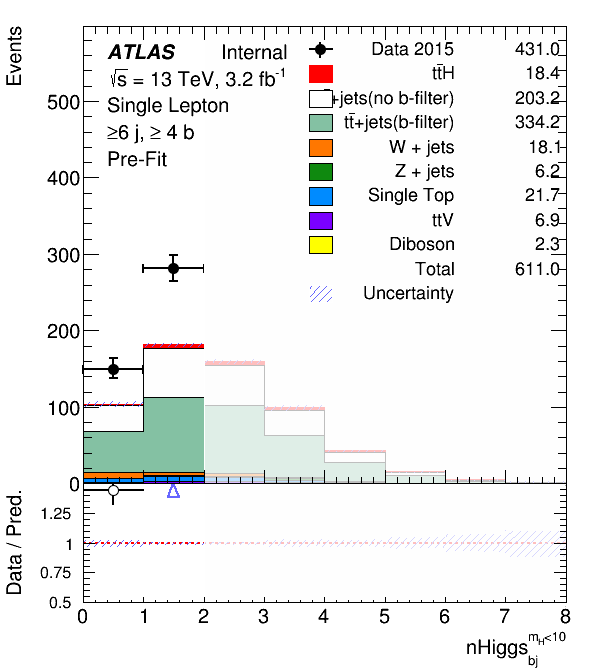 Events
ATLAS Internal
√s = 13 TeV, 3.2 fb⁻¹
Single Lepton
≥6 j, ≥ 4 b
Pre-Fit
Data 2015 431.0
tt̄H 18.4
t̄+jets(no b-filter) 203.2
tt̄+jets(b-filter) 334.2
W + jets 18.1
Z + jets 6.2
Single Top 21.7
ttV 6.9
Diboson 2.3
Total 611.0
Uncertainty
500
400
300
200
100
0
Data / Pred.
1.25
1
0.75
0.5
0 1 2 3 4 5 6 7 8
nHiggs_bj^m_H<10